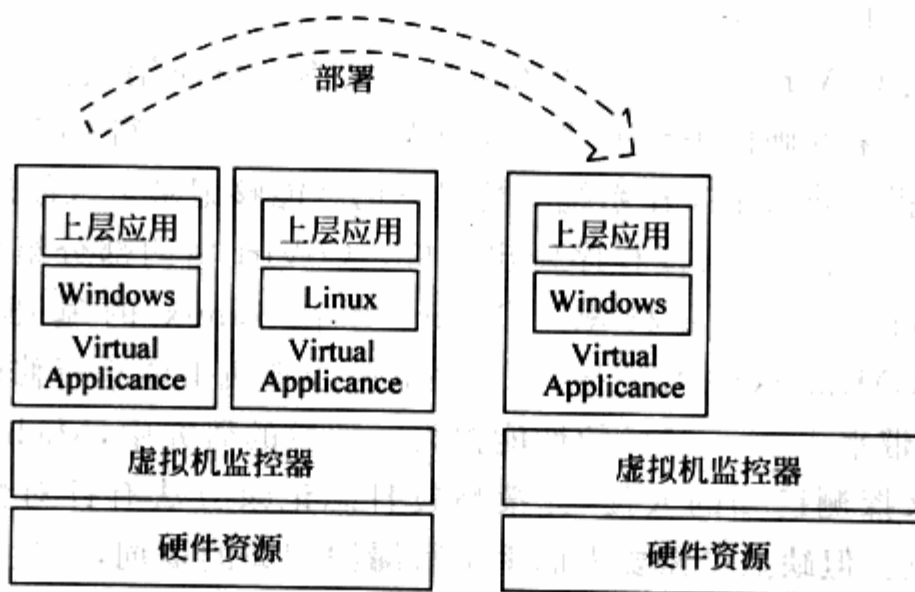 部署
上层应用
Windows
Virtual
Applicance
上层应用
Linux
Virtual
Applicance
虚拟机监控器
硬件资源
上层应用
Windows
Virtual
Applicance
虚拟机监控器
硬件资源